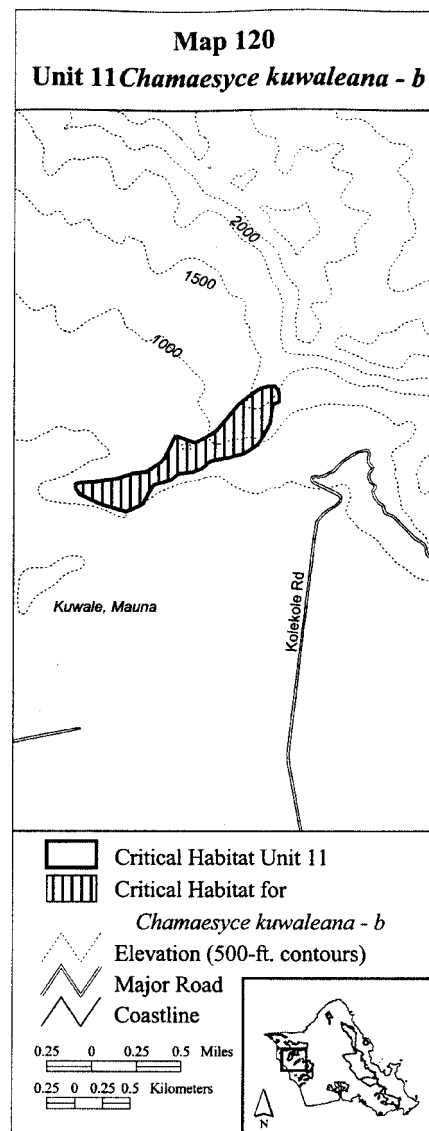 Map 120
Unit 11 Chamaesyce kuwaleana - b
2000
1500
1000
Kuwale, Mauna
Kolekole Rd
Critical Habitat Unit 11
Critical Habitat for
Chamaesyce kuwaleana - b
Elevation (500-ft. contours)
Major Road
Coastline
0.25 0 0.25 0.5 Miles
0.25 0 0.25 0.5 Kilometers
N